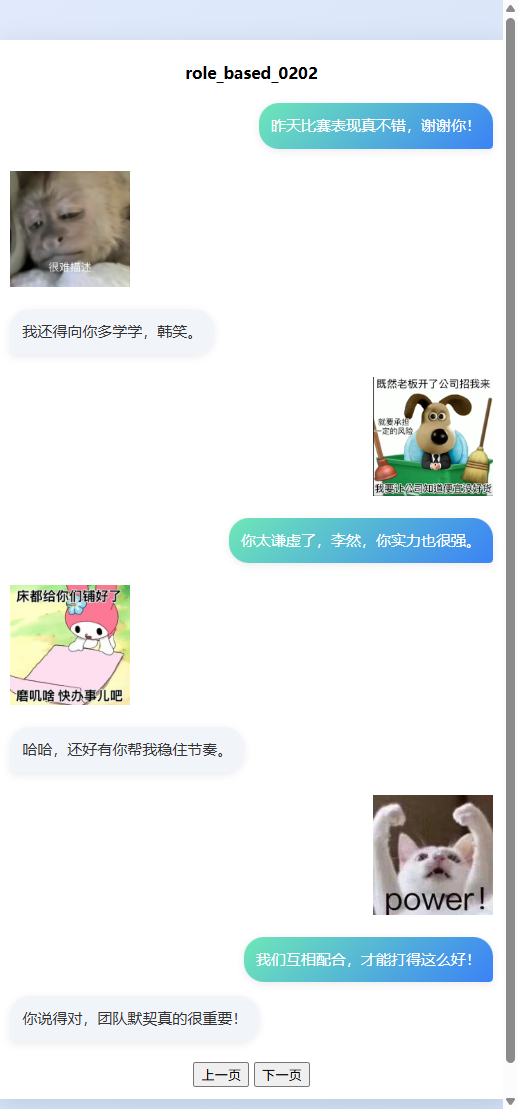 role_based_0202
昨天比赛表现真不错，谢谢你！
很难描述
我还得向你多学学，韩笑。
既然老板开了公司招我来
就要承担
一定的风险
我要让公司知道便宜没好货
你太谦虚了，李然，你实力也很强。
床都给你们铺好了
磨叽啥 快办事儿吧
哈哈，还好有你帮我稳住节奏。
power！
我们互相配合，才能打得这么好！
你说得对，团队默契真的很重要！
上一页 下一页